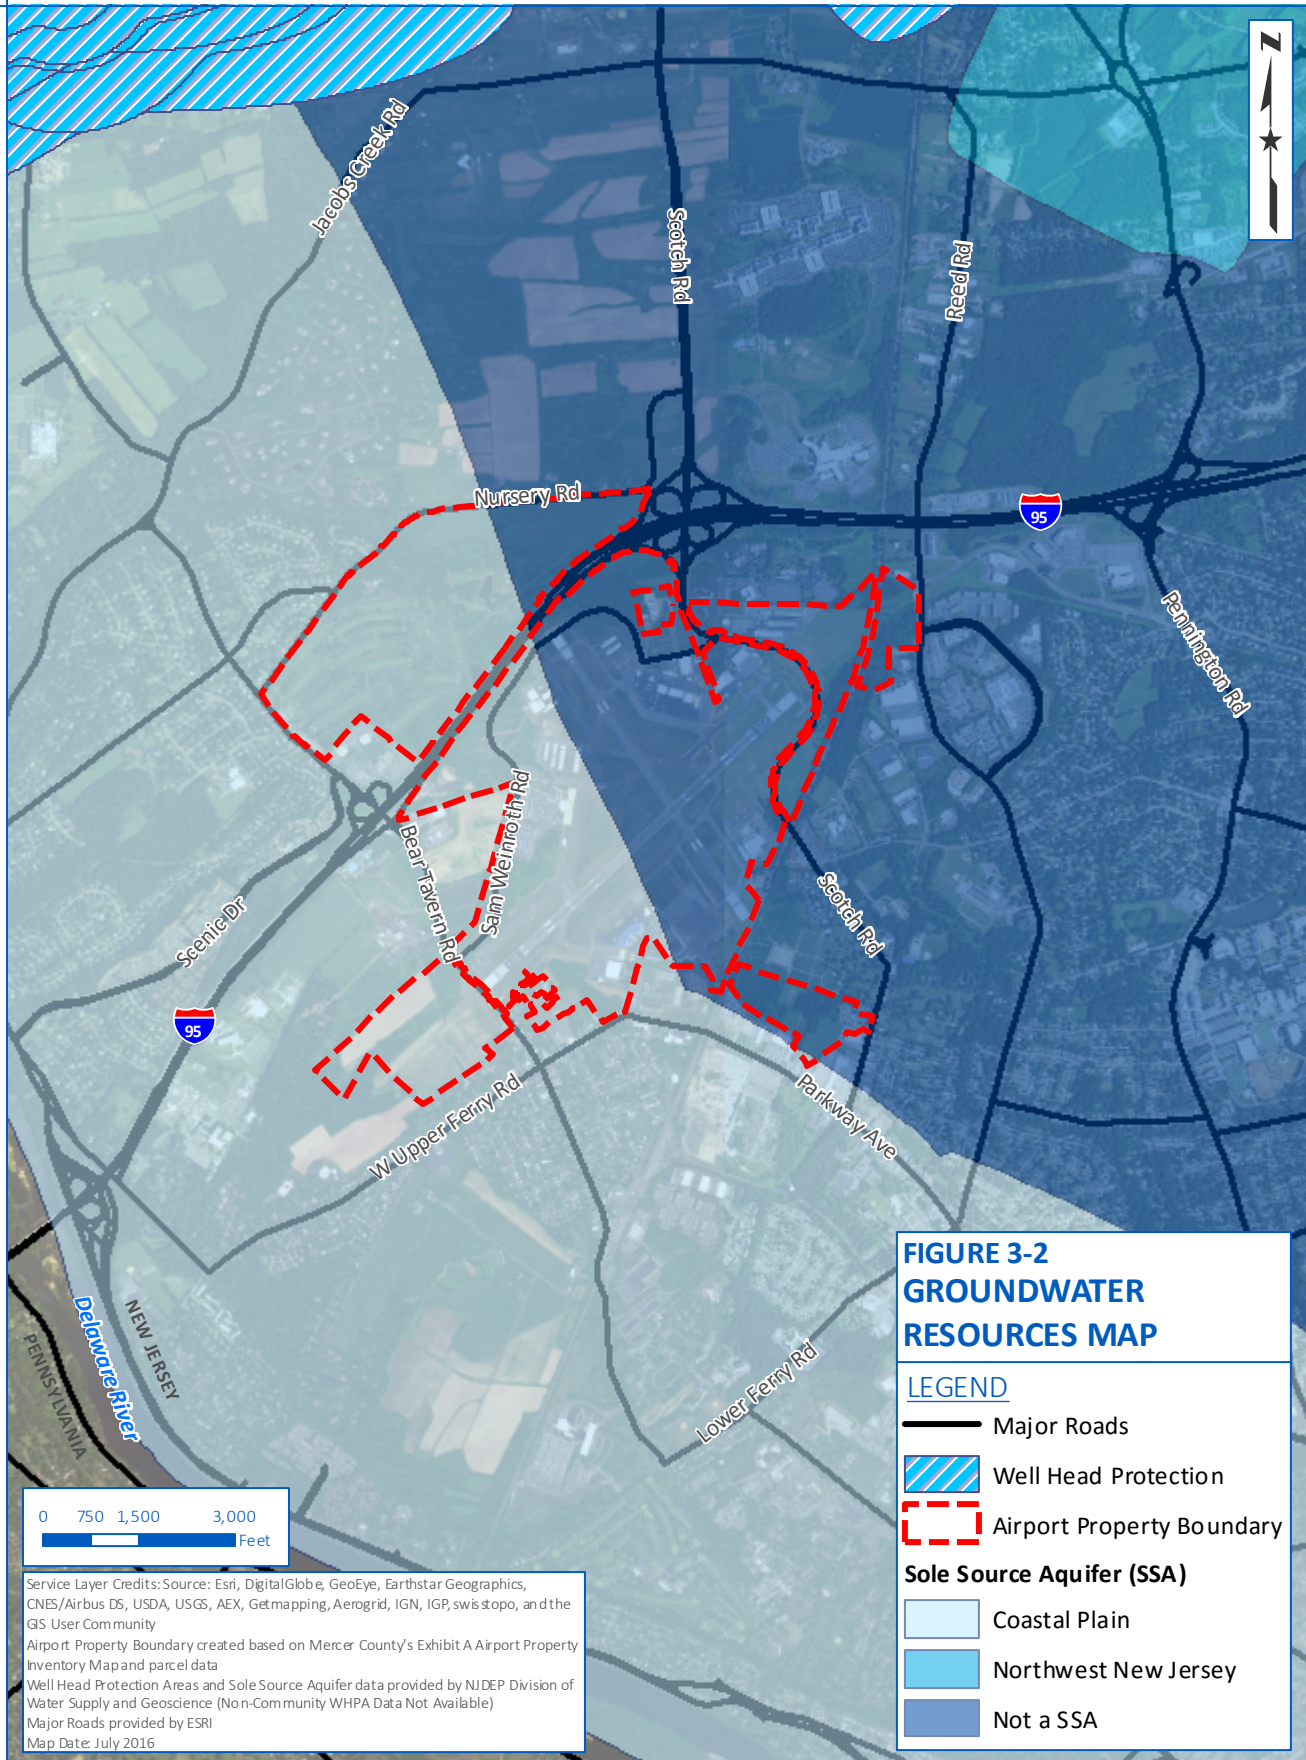 N
Jacobs Creek Rd
Scotch Rd
Reed Rd
Nursery Rd
95
Pennington Rd
Sam Weinroth Rd
Bear Tavern Rd
Scotch Rd
Scenic Dr
95
W Upper Ferry Rd
Parkway Ave
Lower Ferry Rd
Delaware River
NEW JERSEY
PENNSYLVANIA
FIGURE 3-2
GROUNDWATER
RESOURCES MAP
LEGEND
Major Roads
Well Head Protection
Airport Property Boundary
Sole Source Aquifer (SSA)
Coastal Plain
Northwest New Jersey
Not a SSA
0 750 1,500 3,000
Feet
Service Layer Credits: Source: Esri, DigitalGlobe, GeoEye, Earthstar Geographics,
CNES/Airbus DS, USDA, USGS, AEX, Getmapping, Aerogrid, IGN, IGP, swisstopo, and the
GIS User Community
Airport Property Boundary created based on Mercer County's Exhibit A Airport Property
Inventory Map and parcel data
Well Head Protection Areas and Sole Source Aquifer data provided by NJDEP Division of
Water Supply and Geoscience (Non-Community WHPA Data Not Available)
Major Roads provided by ESRI
Map Date: July 2016